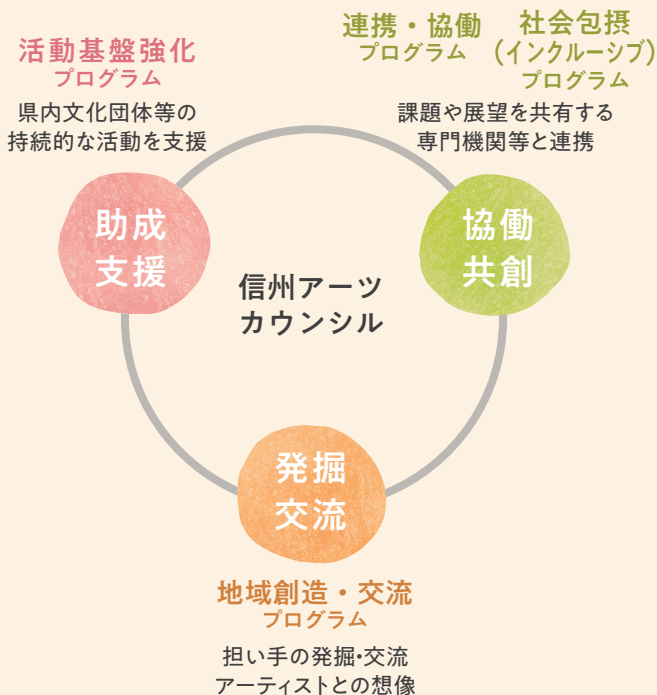 活動基盤強化
プログラム
県内文化団体等の
持続的な活動を支援
助成
支援
連携・協働
プログラム
社会包摂
(インクルーシブ)
プログラム
課題や展望を共有する
専門機関等と連携
協働
共創
信州アーツ
カウンシル
発掘
交流
地域創造・交流
プログラム
担い手の発掘・交流
アーティストとの想像